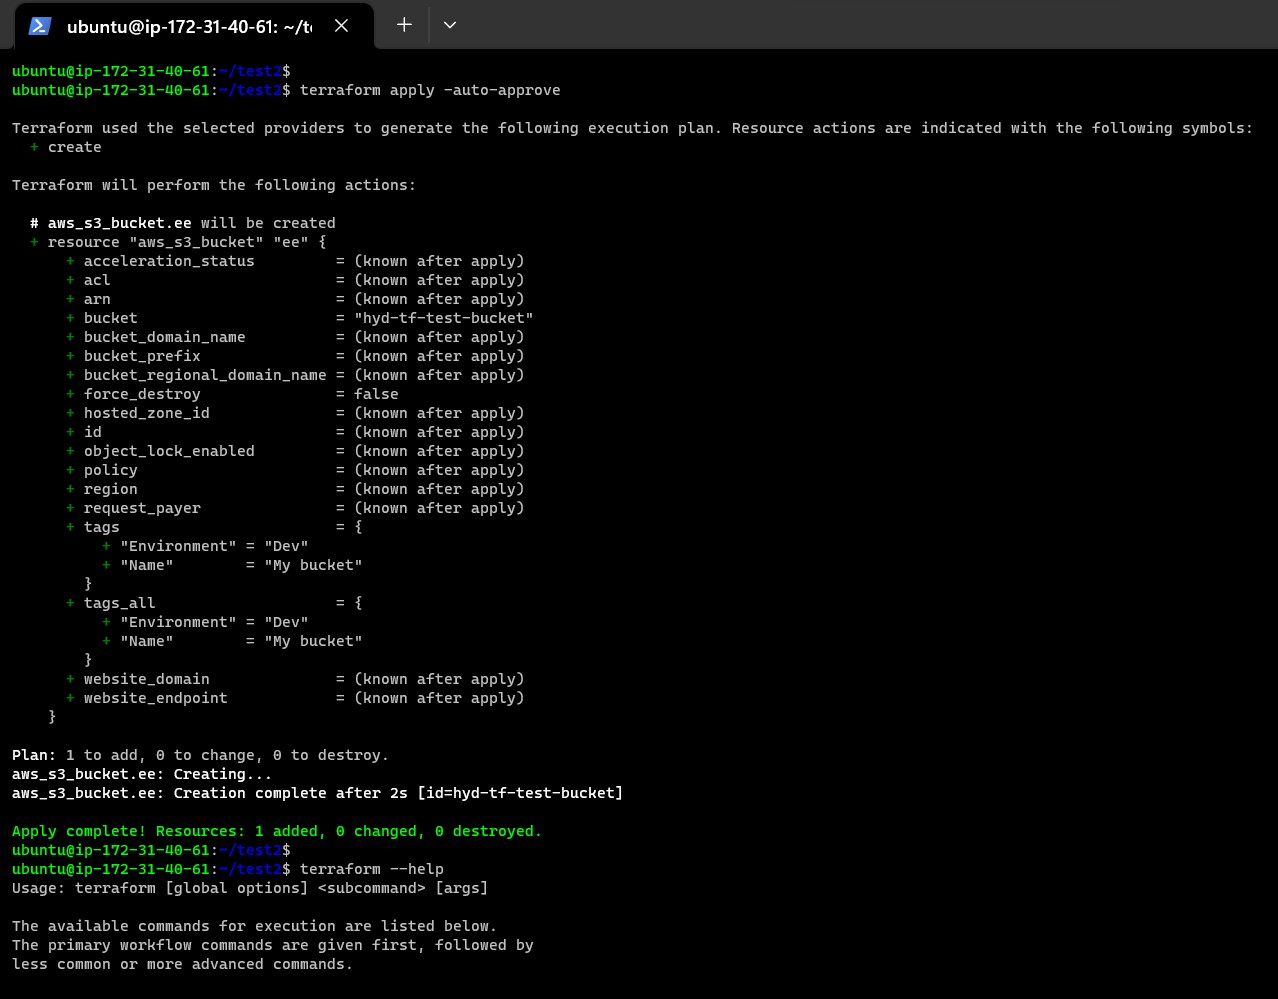 ubuntu@ip-172-31-40-61: ~/te
ubuntu@ip-172-31-40-61:~/test2$
ubuntu@ip-172-31-40-61:~/test2$ terraform apply -auto-approve
Terraform used the selected providers to generate the following execution plan. Resource actions are indicated with the following symbols:
  + create
Terraform will perform the following actions:
  # aws_s3_bucket.ee will be created
  + resource "aws_s3_bucket" "ee" {
      + acceleration_status         = (known after apply)
      + acl                         = (known after apply)
      + arn                         = (known after apply)
      + bucket                      = "hyd-tf-test-bucket"
      + bucket_domain_name          = (known after apply)
      + bucket_prefix               = (known after apply)
      + bucket_regional_domain_name = (known after apply)
      + force_destroy               = false
      + hosted_zone_id              = (known after apply)
      + id                          = (known after apply)
      + object_lock_enabled         = (known after apply)
      + policy                      = (known after apply)
      + region                      = (known after apply)
      + request_payer               = (known after apply)
      + tags                        = {
          + "Environment" = "Dev"
          + "Name"        = "My bucket"
        }
      + tags_all                    = {
          + "Environment" = "Dev"
          + "Name"        = "My bucket"
        }
      + website_domain              = (known after apply)
      + website_endpoint            = (known after apply)
    }
Plan: 1 to add, 0 to change, 0 to destroy.
aws_s3_bucket.ee: Creating...
aws_s3_bucket.ee: Creation complete after 2s [id=hyd-tf-test-bucket]
Apply complete! Resources: 1 added, 0 changed, 0 destroyed.
ubuntu@ip-172-31-40-61:~/test2$
ubuntu@ip-172-31-40-61:~/test2$ terraform --help
Usage: terraform [global options] <subcommand> [args]
The available commands for execution are listed below.
The primary workflow commands are given first, followed by
less common or more advanced commands.